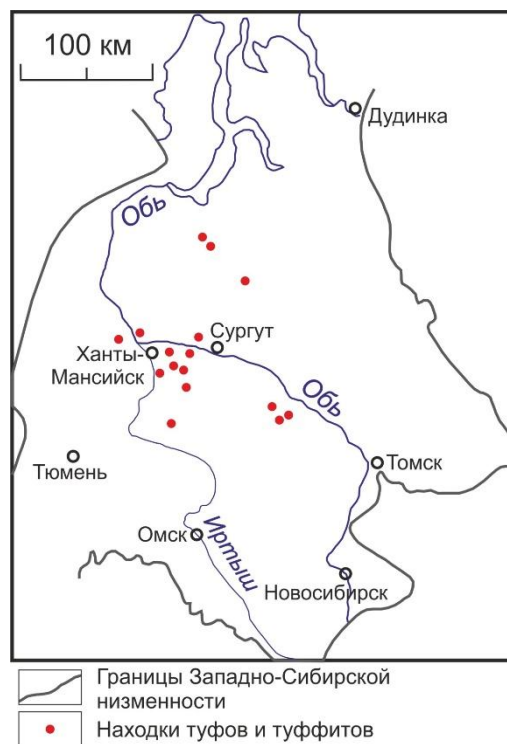 100 км
Дудинка
Обь
Сургут
Ханты-
Мансийск
Обь
Тюмень
Томск
Омск
Иртыш
Новосибирск
Границы Западно-Сибирской
низменности
Находки туфов и туффитов